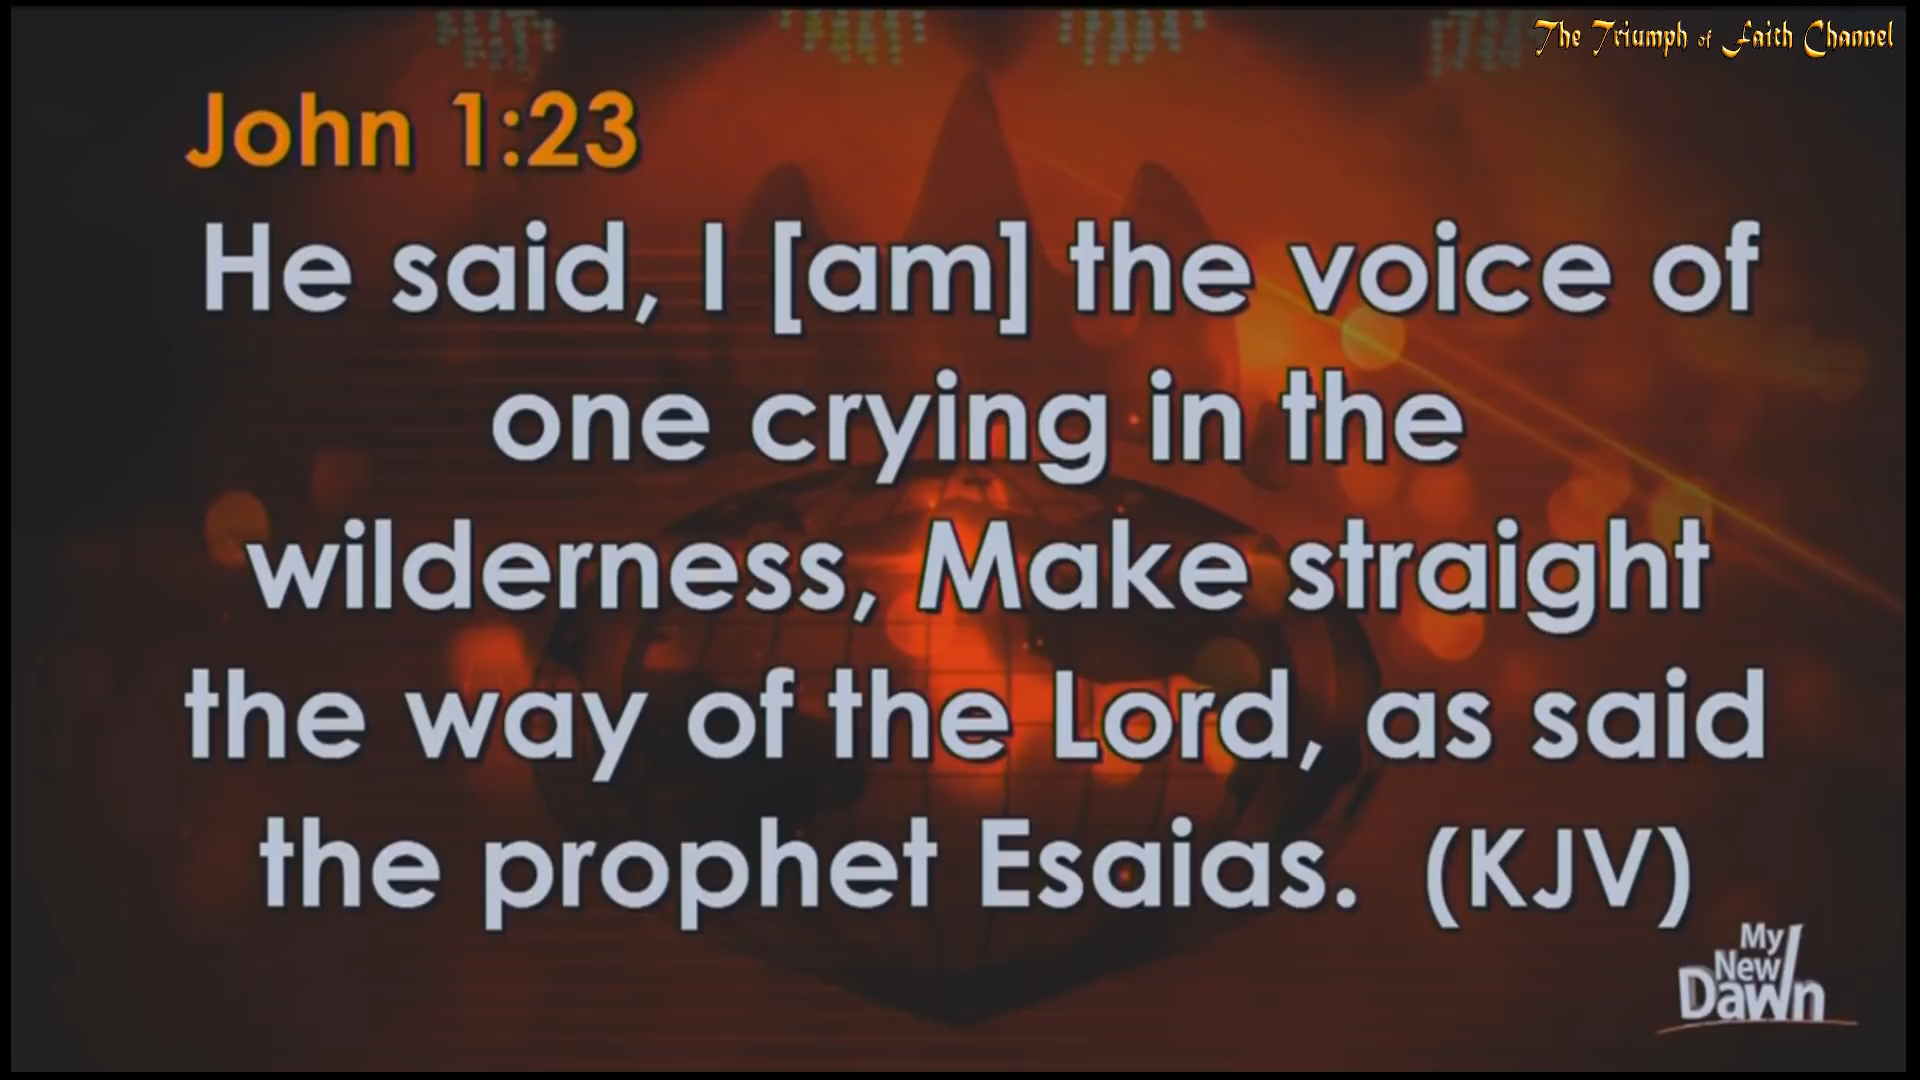 The Triumph of Faith Channel
John 1:23
He said, I [am] the voice of
one crying in the
wilderness, Make straight
the way of the Lord, as said
the prophet Esaias.  (KJV)
My
New
Dawn